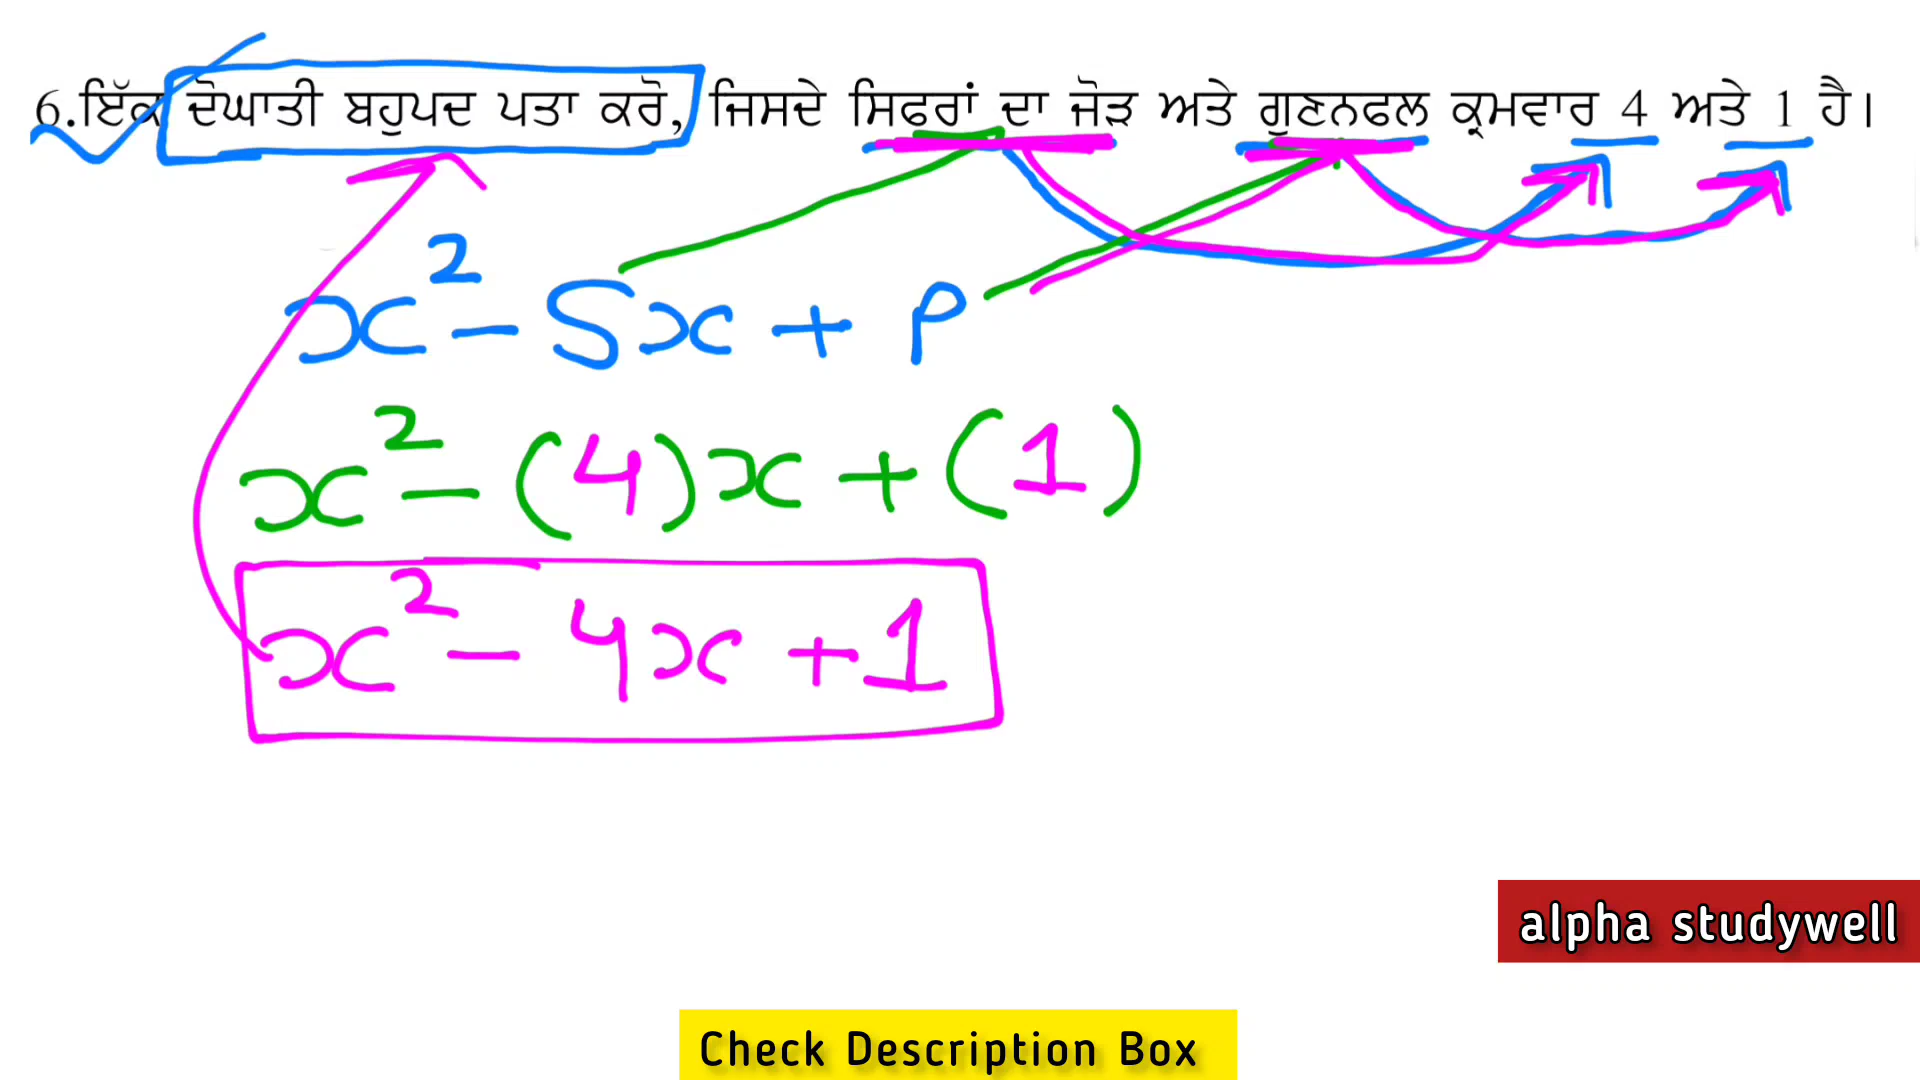 6.ਇੱਕ ਦੋਘਾਤੀ ਬਹੁਪਦ ਪਤਾ ਕਰੋ, ਜਿਸਦੇ ਸਿਫਰਾਂ ਦਾ ਜੋੜ ਅਤੇ ਗੁਣਨਫਲ ਕ੍ਰਮਵਾਰ 4 ਅਤੇ 1 ਹੈ।
x² - Sx + P
x² - (4)x + (1)
x² - 4x + 1
alpha studywell
Check Description Box